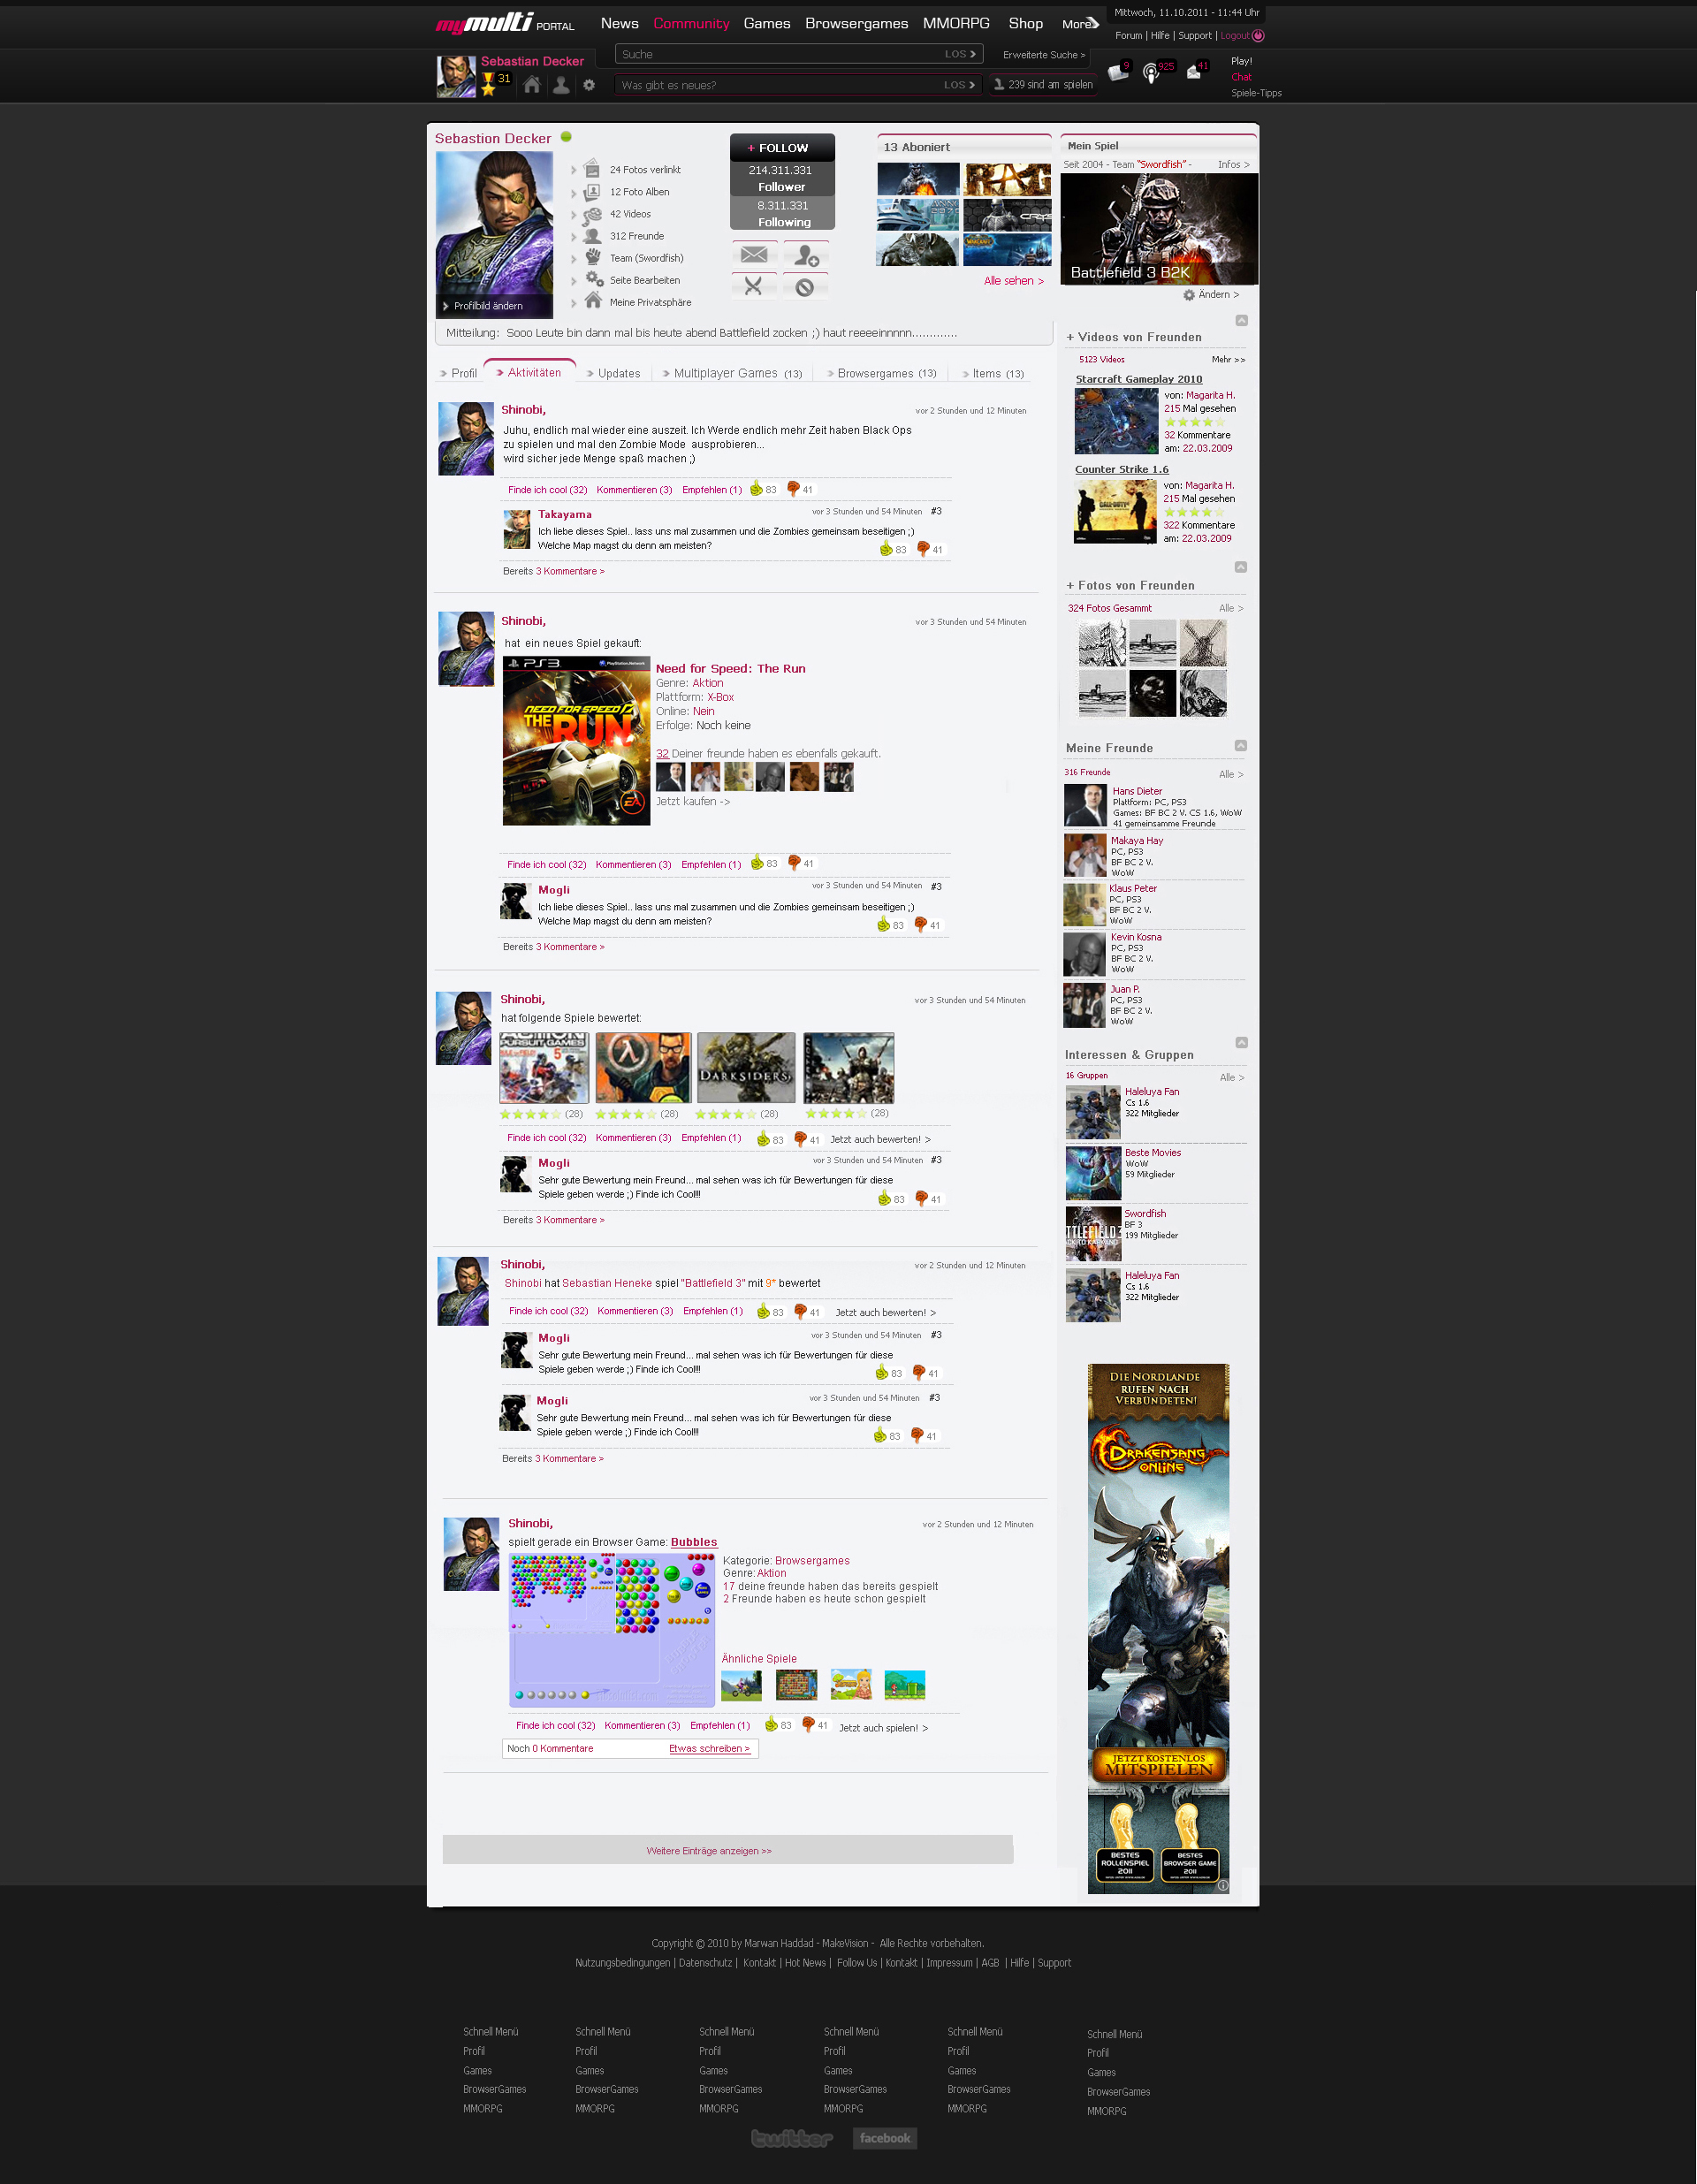 mymulti PORTAL
News Community Games Browsergames MMORPG Shop More
Mittwoch, 11.10.2011 - 11:44 Uhr
Forum | Hilfe | Support | Logout
Suche LOS
Erweiterte Suche >
Sebastian Decker
31
Was gibt es neues? LOS
239 sind am spielen
9 925 41
Play!
Chat
Spiele-Tipps
Sebastion Decker
Profilbild ändern
24 Fotos verlinkt
12 Foto Alben
42 Videos
312 Freunde
Team (Swordfish)
Seite Bearbeiten
Meine Privatsphäre
+ FOLLOW
214.311.331
Follower
8.311.331
Following
13 Aboniert
Alle sehen >
Mein Spiel
Seit 2004 - Team "Swordfish" - Infos >
Battlefield 3 B2K
Ändern >
Mitteilung: Sooo Leute bin dann mal bis heute abend Battlefield zocken ;) haut reeeeinnnnn.............
Profil Aktivitäten Updates Multiplayer Games (13) Browsergames (13) Items (13)
Shinobi,
vor 2 Stunden und 12 Minuten
Juhu, endlich mal wieder eine auszeit. Ich Werde endlich mehr Zeit haben Black Ops
zu spielen und mal den Zombie Mode ausprobieren...
wird sicher jede Menge spaß machen ;)
Finde ich cool (32) Kommentieren (3) Empfehlen (1) 83 41
Takayama
vor 3 Stunden und 54 Minuten #3
Ich liebe dieses Spiel.. lass uns mal zusammen und die Zombies gemeinsam beseitigen ;)
Welche Map magst du denn am meisten?
83 41
Bereits 3 Kommentare >
Shinobi,
vor 3 Stunden und 54 Minuten
hat ein neues Spiel gekauft:
PS3 PlayStation Network
NEED FOR SPEED
THE RUN
EA
Need for Speed: The Run
Genre: Aktion
Plattform: X-Box
Online: Nein
Erfolge: Noch keine
32 Deiner freunde haben es ebenfalls gekauft.
Jetzt kaufen ->
Finde ich cool (32) Kommentieren (3) Empfehlen (1) 83 41
Mogli
vor 3 Stunden und 54 Minuten #3
Ich liebe dieses Spiel.. lass uns mal zusammen und die Zombies gemeinsam beseitigen ;)
Welche Map magst du denn am meisten?
83 41
Bereits 3 Kommentare >
Shinobi,
vor 3 Stunden und 54 Minuten
hat folgende Spiele bewertet:
ACTION
PURSUIT GAMES
5
DARKSIDERS
(28) (28) (28) (28)
Finde ich cool (32) Kommentieren (3) Empfehlen (1) 83 41 Jetzt auch bewerten! >
Mogli
vor 3 Stunden und 54 Minuten #3
Sehr gute Bewertung mein Freund... mal sehen was ich für Bewertungen für diese
Spiele geben werde ;) Finde ich Cool!!!
83 41
Bereits 3 Kommentare >
Shinobi,
vor 2 Stunden und 12 Minuten
Shinobi hat Sebastian Heneke spiel "Battlefield 3" mit 9* bewertet
Finde ich cool (32) Kommentieren (3) Empfehlen (1) 83 41 Jetzt auch bewerten! >
Mogli
vor 3 Stunden und 54 Minuten #3
Sehr gute Bewertung mein Freund... mal sehen was ich für Bewertungen für diese
Spiele geben werde ;) Finde ich Cool!!!
83 41
Mogli
vor 3 Stunden und 54 Minuten #3
Sehr gute Bewertung mein Freund... mal sehen was ich für Bewertungen für diese
Spiele geben werde ;) Finde ich Cool!!!
83 41
Bereits 3 Kommentare >
Shinobi,
vor 2 Stunden und 12 Minuten
spielt gerade ein Browser Game: Bubbles
Kategorie: Browsergames
Genre: Aktion
17 deine freunde haben das bereits gespielt
2 Freunde haben es heute schon gespielt
Ähnliche Spiele
Finde ich cool (32) Kommentieren (3) Empfehlen (1) 83 41 Jetzt auch spielen! >
Noch 0 Kommentare Etwas schreiben >
Weitere Einträge anzeigen >>
+ Videos von Freunden
5123 Videos Mehr >>
Starcraft Gameplay 2010
von: Magarita H.
215 Mal gesehen
32 Kommentare
am: 22.03.2009
Counter Strike 1.6
von: Magarita H.
215 Mal gesehen
322 Kommentare
am: 22.03.2009
+ Fotos von Freunden
324 Fotos Gesammt Alle >
Meine Freunde
316 Freunde Alle >
Hans Dieter
Plattform: PC, PS3
Games: BF BC 2 V. CS 1.6, WoW
41 gemeinsamme Freunde
Makaya Hay
PC, PS3
BF BC 2 V.
WoW
Klaus Peter
PC, PS3
BF BC 2 V.
WoW
Kevin Kosna
PC, PS3
BF BC 2 V.
WoW
Juan P.
PC, PS3
BF BC 2 V.
WoW
Interessen & Gruppen
16 Gruppen Alle >
Haleluya Fan
Cs 1.6
322 Mitglieder
Beste Movies
WoW
59 Mitglieder
Swordfish
BF 3
199 Mitglieder
Haleluya Fan
Cs 1.6
322 Mitglieder
DIE NORDLANDE
RUFEN NACH
VERBÜNDETEN!
DRAKENSANG
ONLINE
JETZT KOSTENLOS
MITSPIELEN
BESTES
ROLLENSPIEL
2011
BESTES
BROWSER GAME
2011
Copyright © 2010 by Marwan Haddad - MakeVision - Alle Rechte vorbehalten.
Nutzungsbedingungen | Datenschutz | Kontakt | Hot News | Follow Us | Kontakt | Impressum | AGB | Hilfe | Support
Schnell Menü Schnell Menü Schnell Menü Schnell Menü Schnell Menü Schnell Menü
Profil Profil Profil Profil Profil Profil
Games Games Games Games Games Games
BrowserGames BrowserGames BrowserGames BrowserGames BrowserGames BrowserGames
MMORPG MMORPG MMORPG MMORPG MMORPG MMORPG
twitter facebook